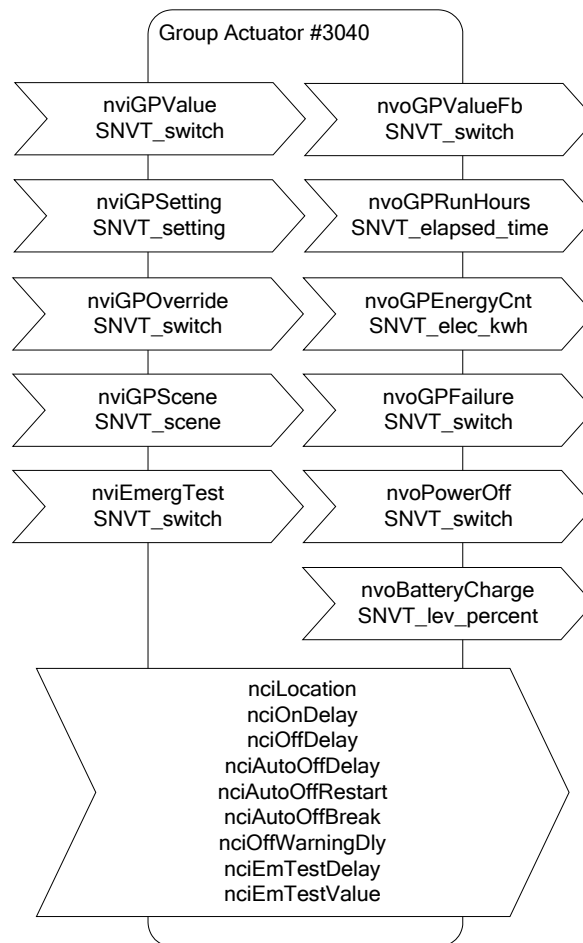 Group Actuator #3040
nviGPValue
SNVT_switch
nvoGPValueFb
SNVT_switch
nviGPSetting
SNVT_setting
nvoGPRunHours
SNVT_elapsed_time
nviGPOverride
SNVT_switch
nvoGPEnergyCnt
SNVT_elec_kwh
nviGPScene
SNVT_scene
nvoGPFailure
SNVT_switch
nviEmergTest
SNVT_switch
nvoPowerOff
SNVT_switch
nvoBatteryCharge
SNVT_lev_percent
nciLocation
nciOnDelay
nciOffDelay
nciAutoOffDelay
nciAutoOffRestart
nciAutoOffBreak
nciOffWarningDly
nciEmTestDelay
nciEmTestValue